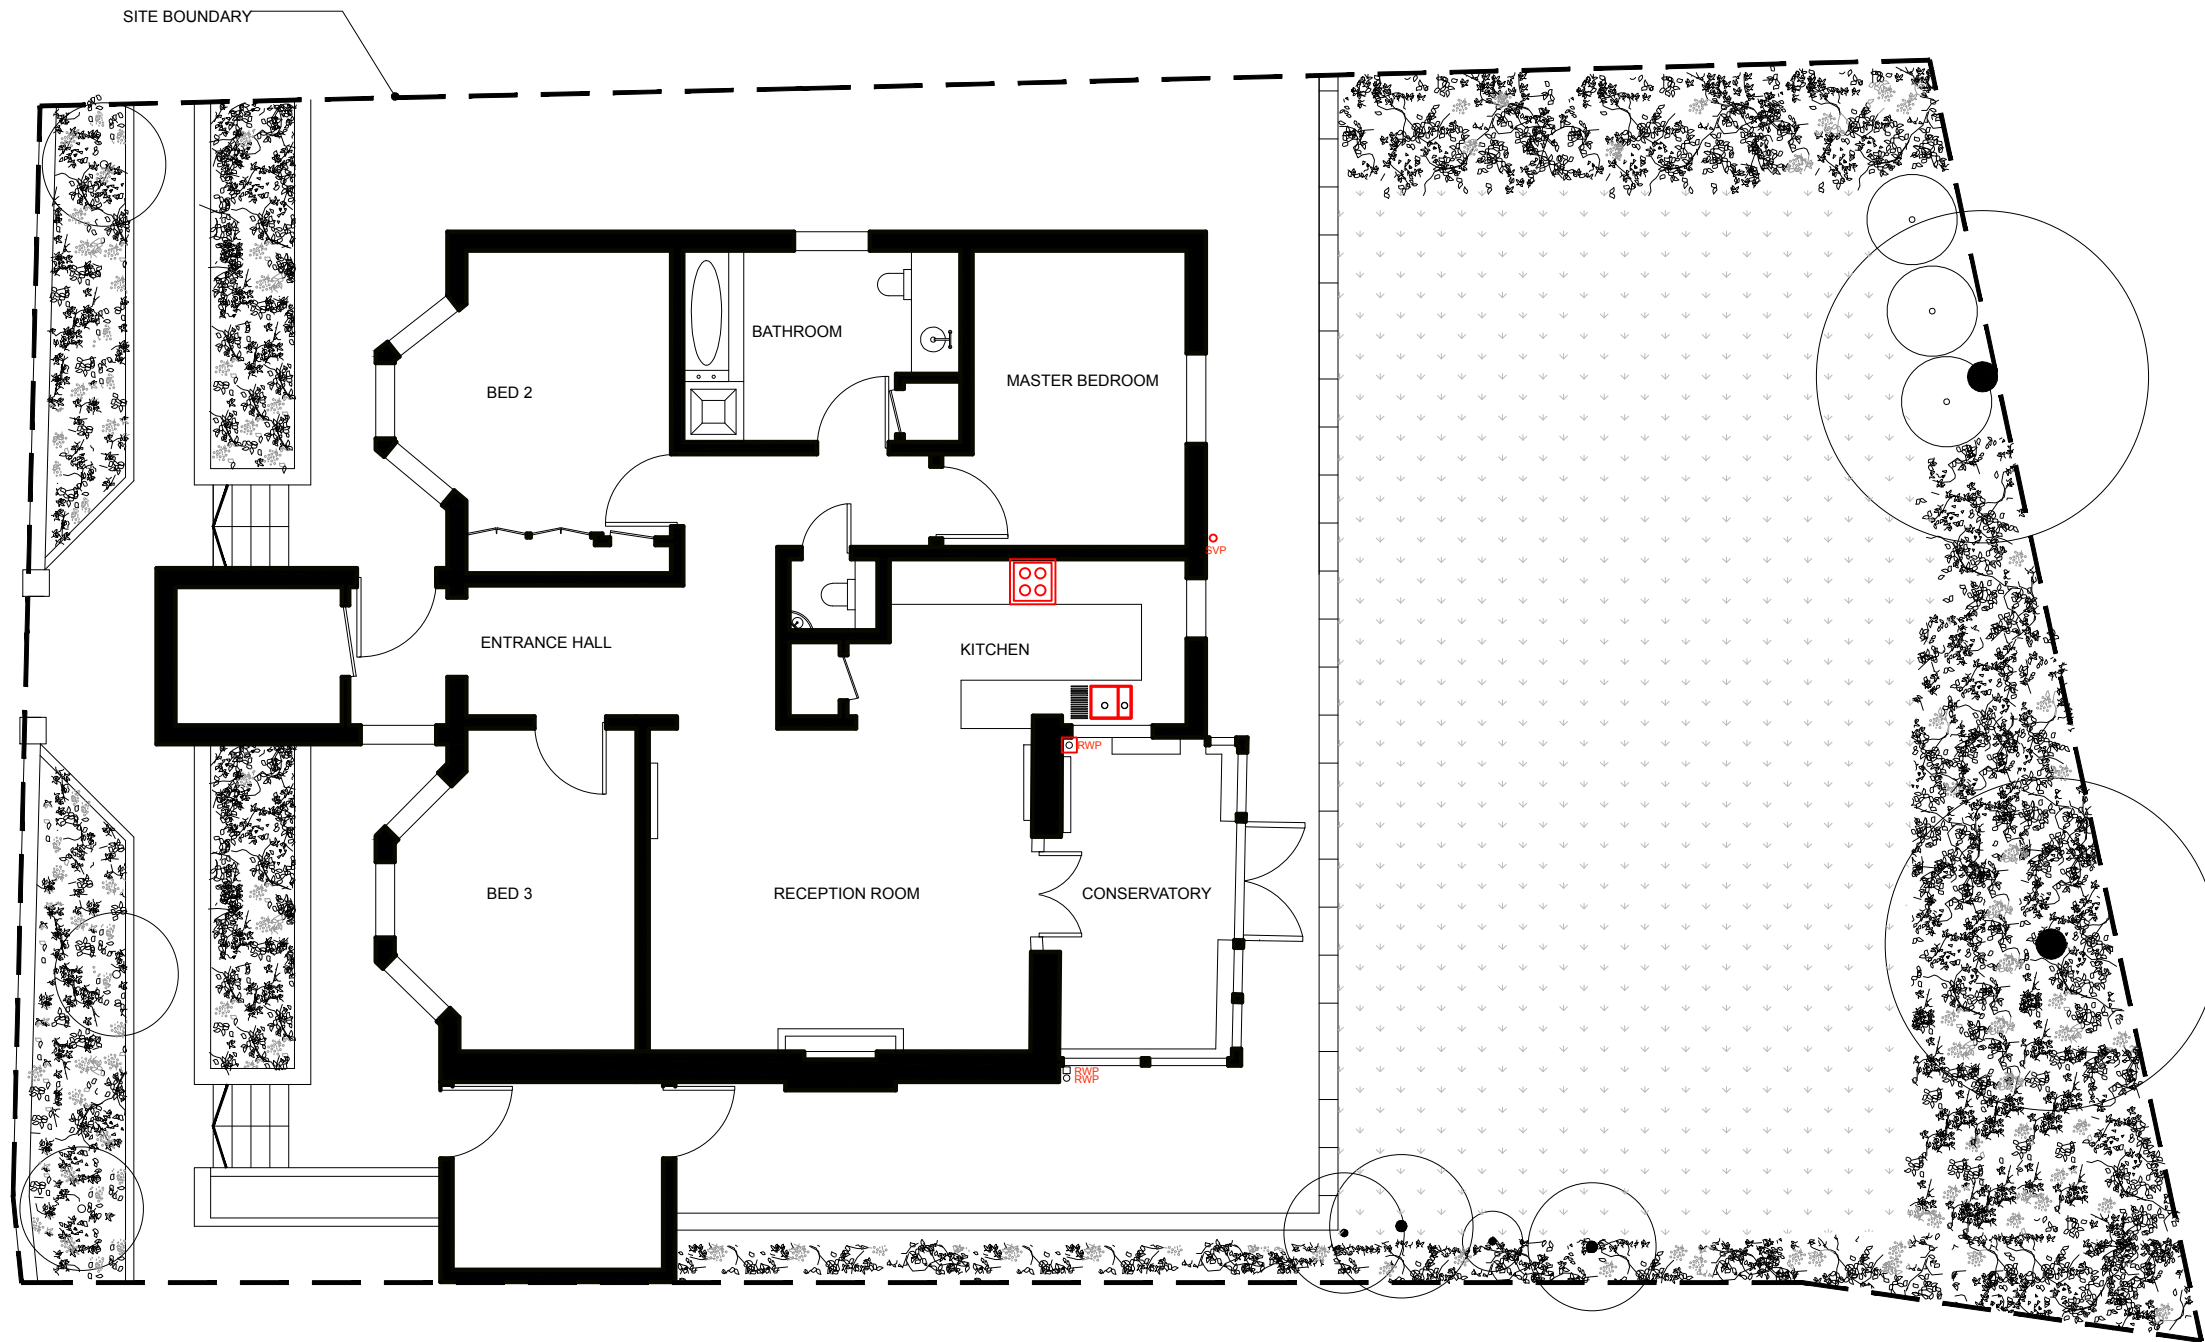 SITE BOUNDARY
BATHROOM
MASTER BEDROOM
BED 2
SVP
ENTRANCE HALL
KITCHEN
RWP
BED 3
RECEPTION ROOM
CONSERVATORY
RWP
RWP